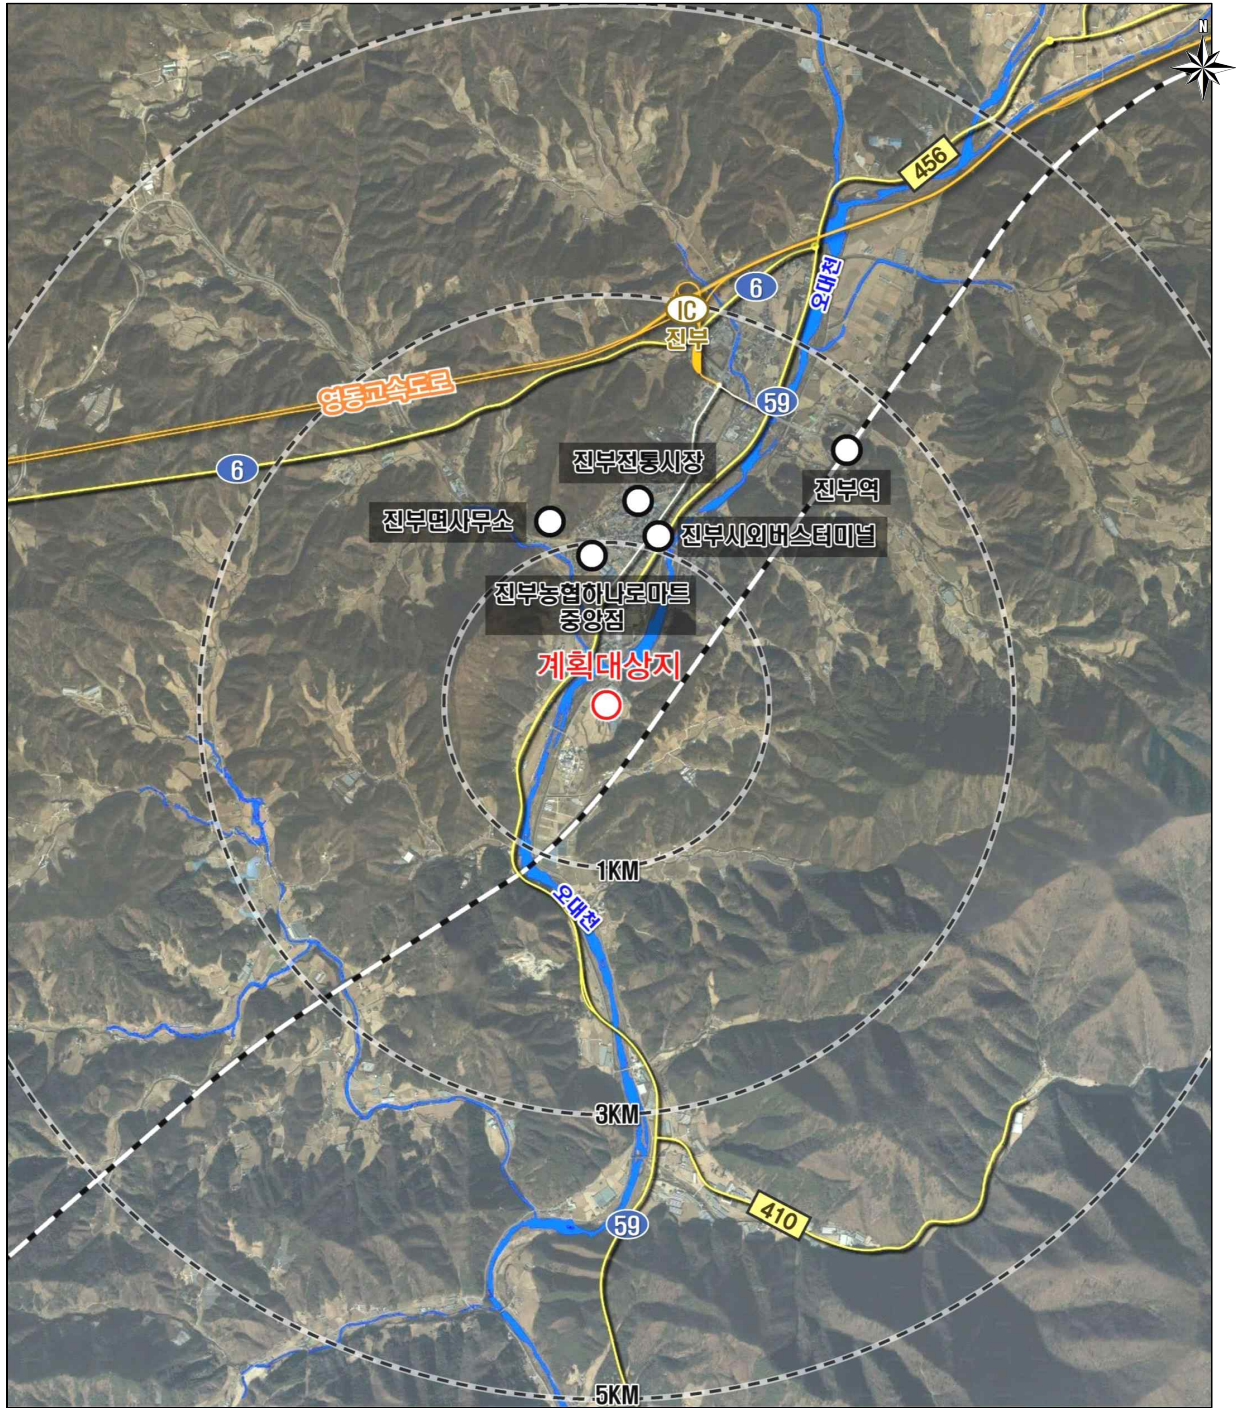 N
456
오대천
6
IC
진부
영동고속도로
59
6
진부전통시장
진부역
진부면사무소
진부시외버스터미널
진부농협하나로마트
중앙점
계획대상지
1KM
오대천
3KM
410
59
5KM